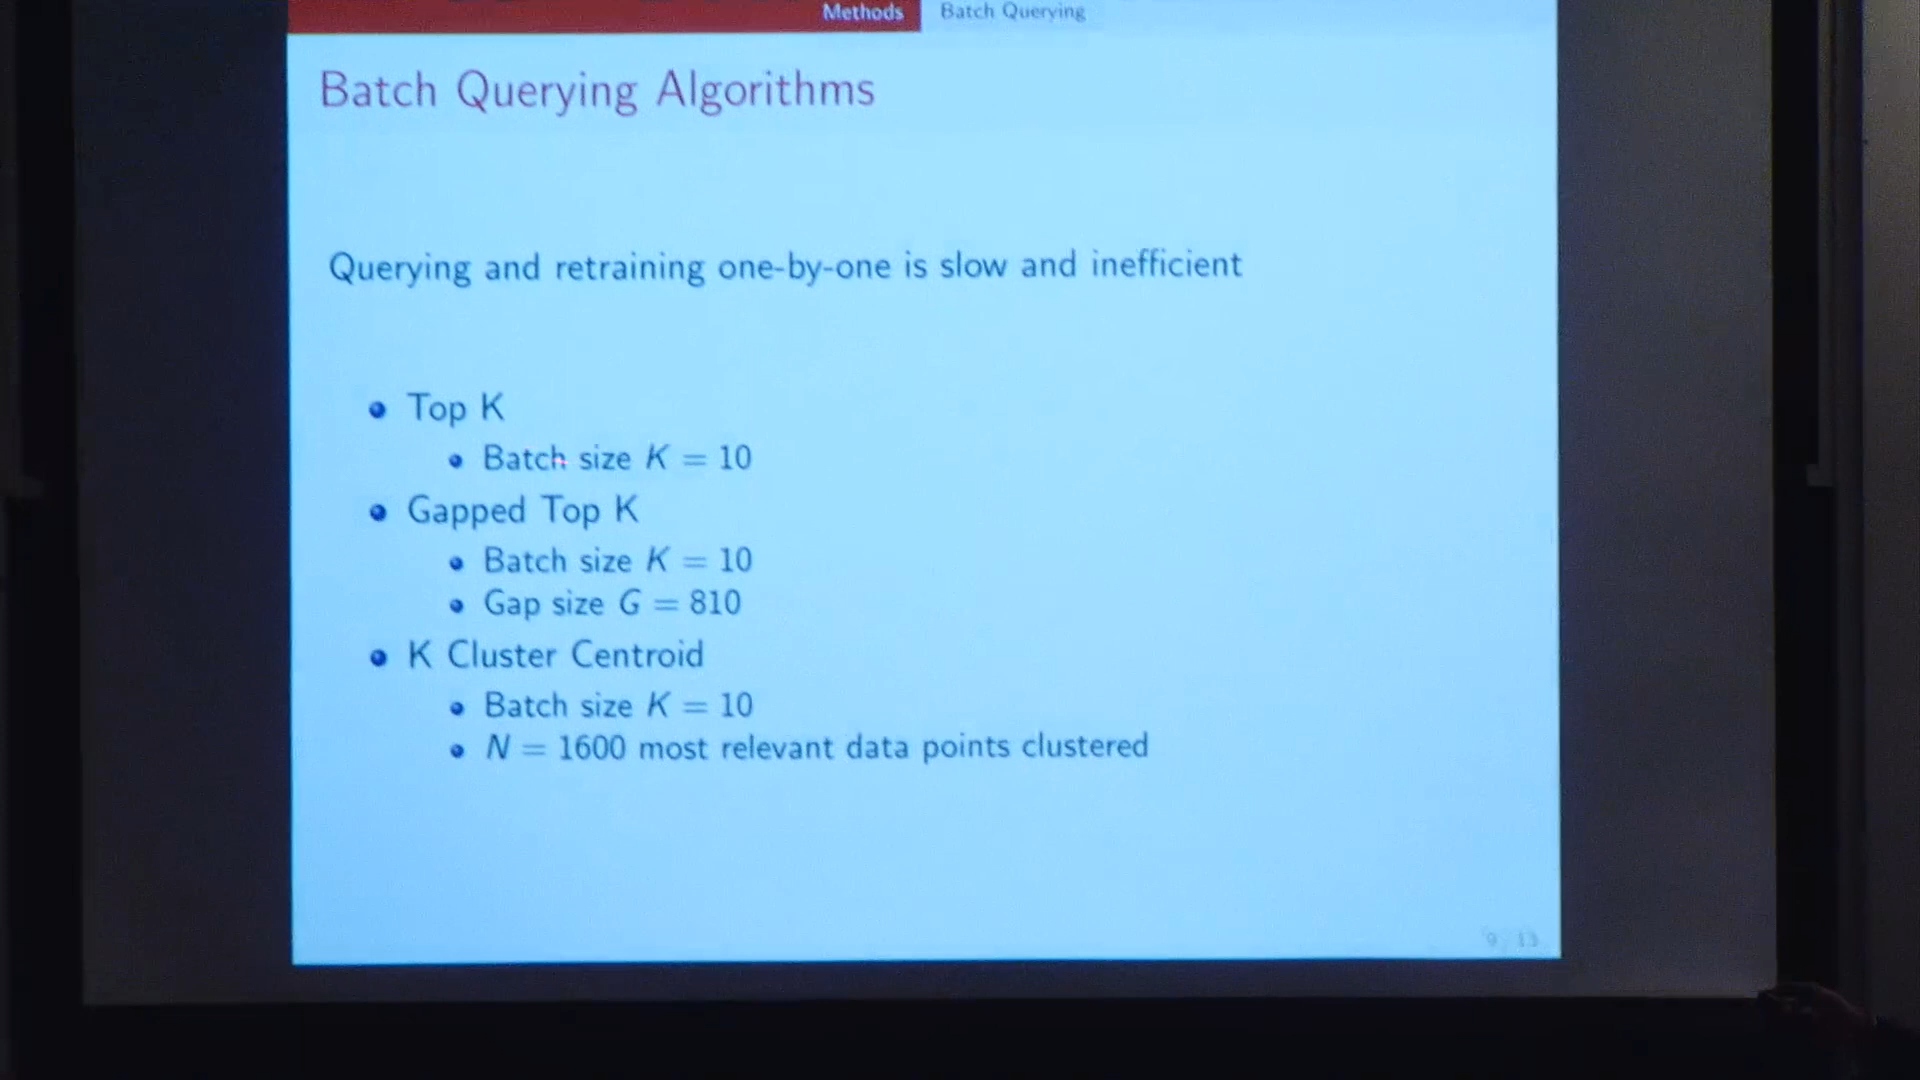 Methods Batch Querying
Batch Querying Algorithms
Querying and retraining one-by-one is slow and inefficient
Top K
Batch size K = 10
Gapped Top K
Batch size K = 10
Gap size G = 810
K Cluster Centroid
Batch size K = 10
N = 1600 most relevant data points clustered
9 / 13